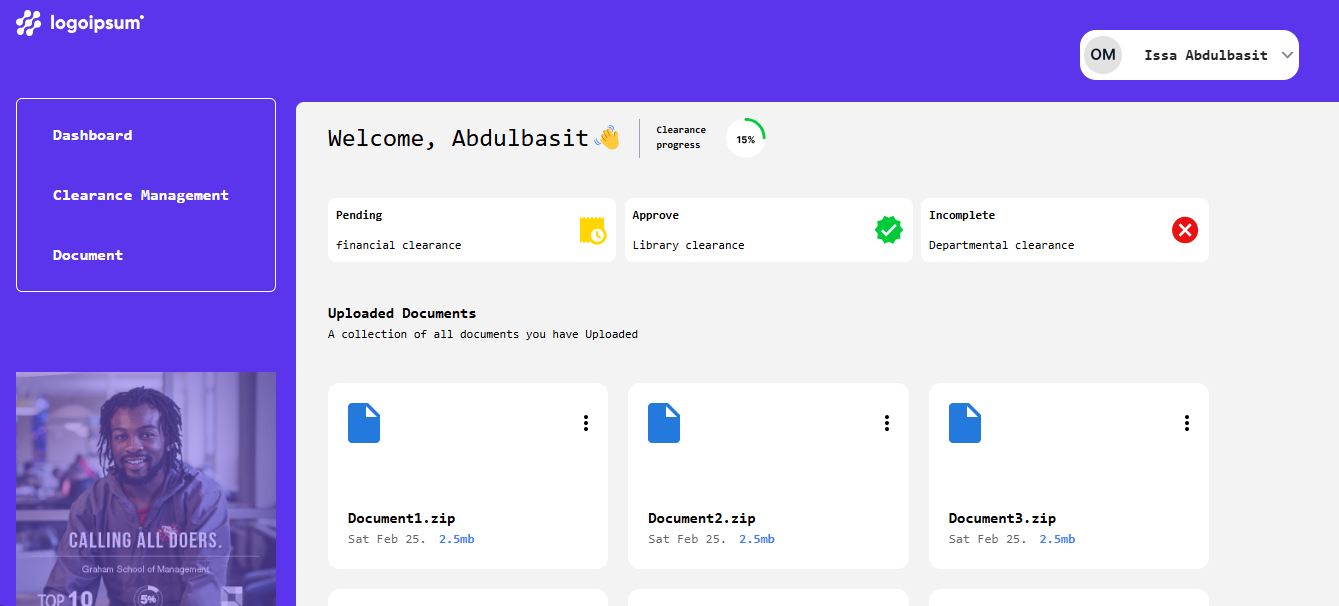 logoipsum
OM Issa Abdulbasit
Dashboard
Clearance Management
Document
Welcome, Abdulbasit👋
Clearance
progress
15%
Pending
financial clearance
Approve
Library clearance
Incomplete
Departmental clearance
Uploaded Documents
A collection of all documents you have Uploaded
Document1.zip
Sat Feb 25. 2.5mb
Document2.zip
Sat Feb 25. 2.5mb
Document3.zip
Sat Feb 25. 2.5mb
CALLING ALL DOERS.
Graham School of Management
TOP 10
5%